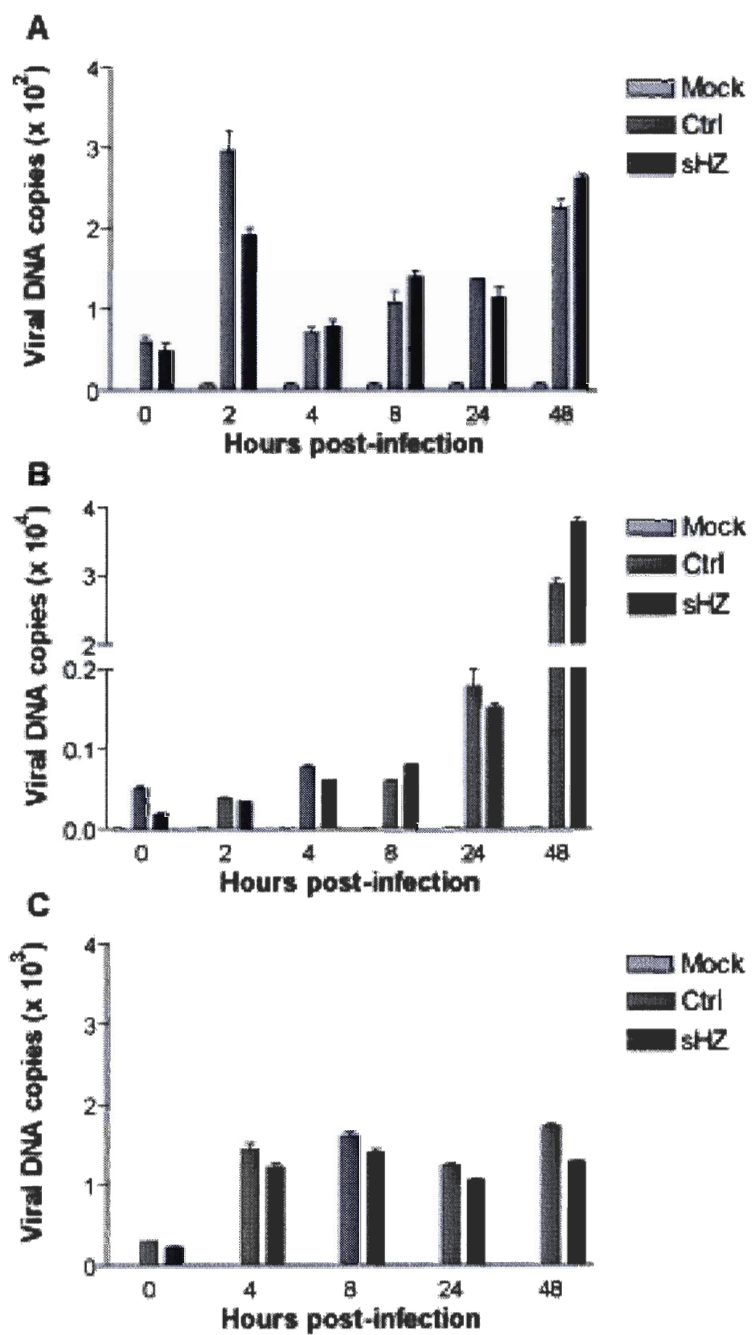 A
Viral DNA copies (x 10²)
4
3
2
1
0
0 2 4 8 24 48
Hours post-infection
Mock
Ctrl
sHZ
B
Viral DNA copies (x 10⁴)
4
3
2
0.2
0.1
0.0
0 2 4 8 24 48
Hours post-infection
Mock
Ctrl
sHZ
C
Viral DNA copies (x 10³)
4
3
2
1
0
0 4 8 24 48
Hours post-infection
Mock
Ctrl
sHZ